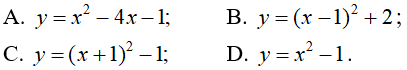 A. y = x² − 4x − 1; B. y = (x − 1)² + 2;
C. y = (x + 1)² − 1; D. y = x² − 1.